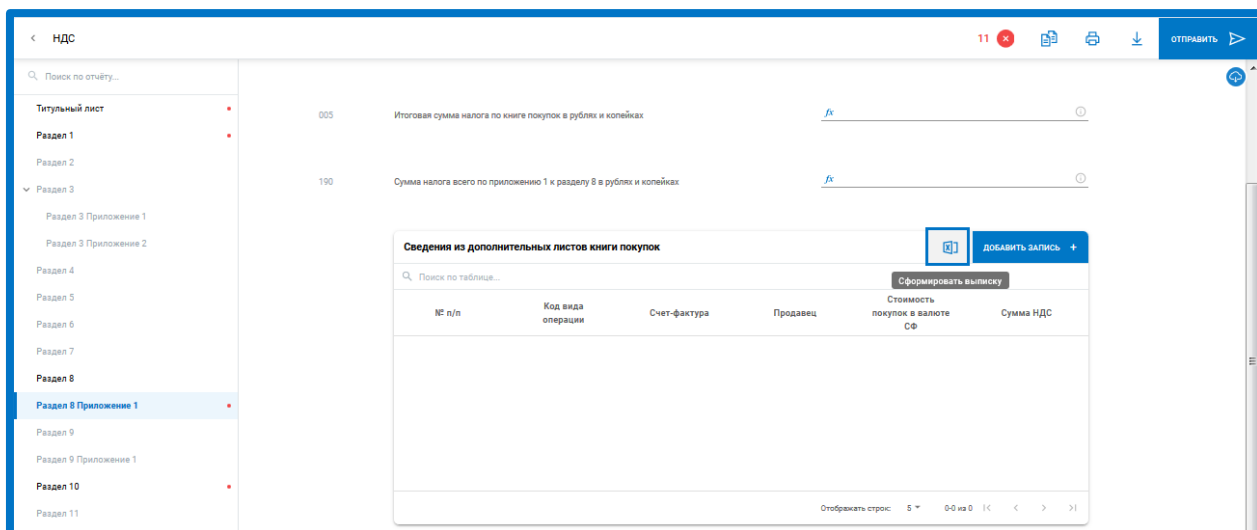 НДС
11
ОТПРАВИТЬ
Поиск по отчёту...
Титульный лист
Раздел 1
Раздел 2
Раздел 3
Раздел 3 Приложение 1
Раздел 3 Приложение 2
Раздел 4
Раздел 5
Раздел 6
Раздел 7
Раздел 8
Раздел 8 Приложение 1
Раздел 9
Раздел 9 Приложение 1
Раздел 10
Раздел 11
005 Итоговая сумма налога по книге покупок в рублях и копейках fx
190 Сумма налога всего по приложению 1 к разделу 8 в рублях и копейках fx
Сведения из дополнительных листов книги покупок
ДОБАВИТЬ ЗАПИСЬ +
Поиск по таблице...
Сформировать выписку
№ п/п
Код вида
операции
Счет-фактура
Продавец
Стоимость
покупок в валюте
СФ
Сумма НДС
Отображать строк: 5 0-0 из 0